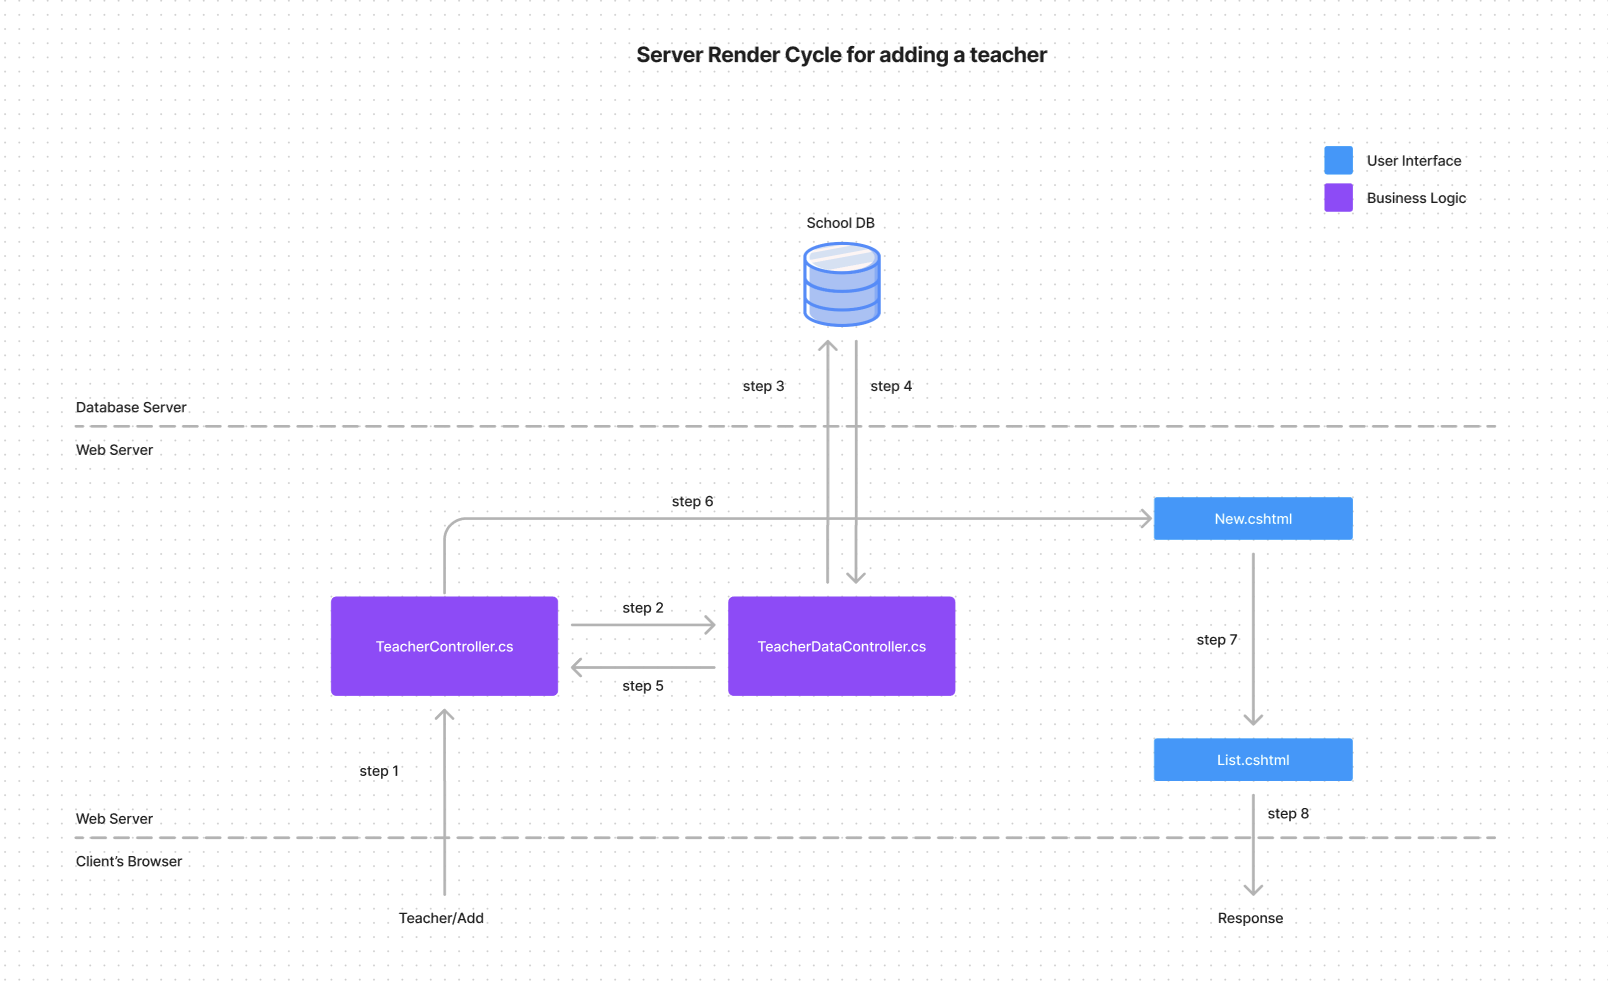 Server Render Cycle for adding a teacher
User Interface
Business Logic
School DB
step 3
step 4
Database Server
Web Server
step 6
New.cshtml
step 2
TeacherController.cs
TeacherDataController.cs
step 7
step 5
List.cshtml
step 1
step 8
Web Server
Client’s Browser
Teacher/Add
Response